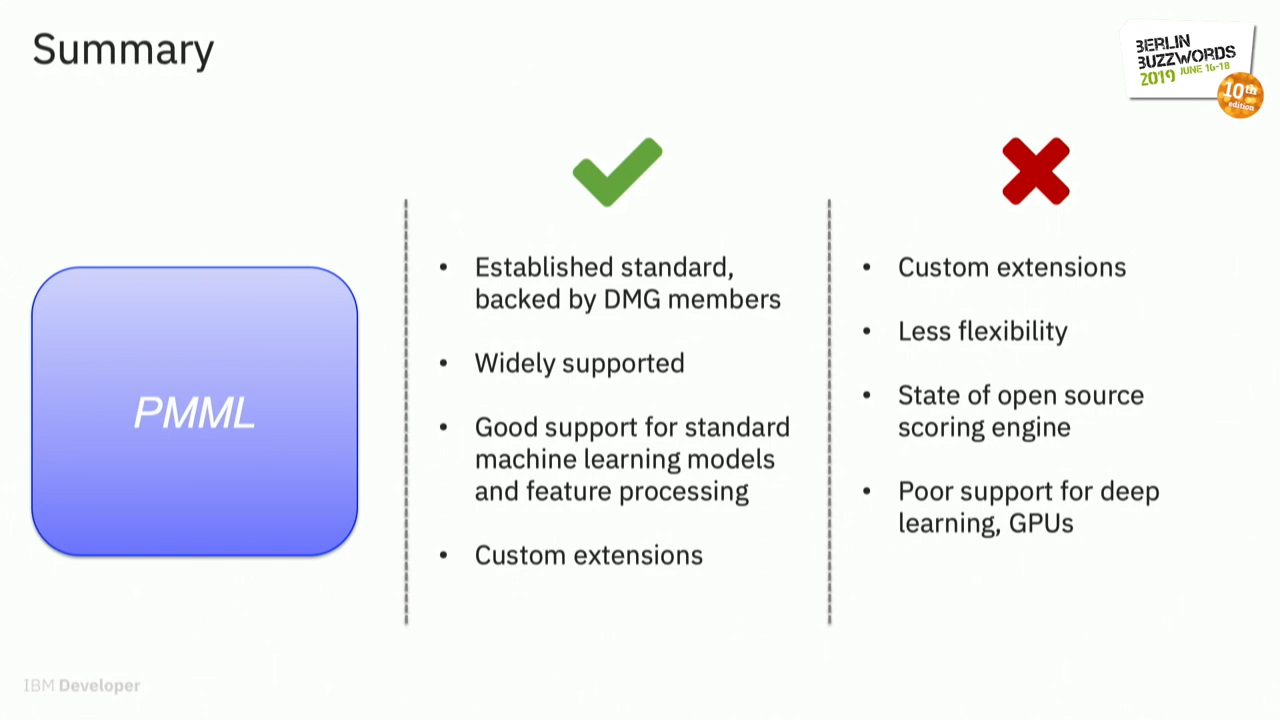 Summary
BERLIN
BUZZWORDS
2019 JUNE 16-18
10th
edition
PMML
• Established standard,
backed by DMG members
• Widely supported
• Good support for standard
machine learning models
and feature processing
• Custom extensions
• Custom extensions
• Less flexibility
• State of open source
scoring engine
• Poor support for deep
learning, GPUs
IBM Developer